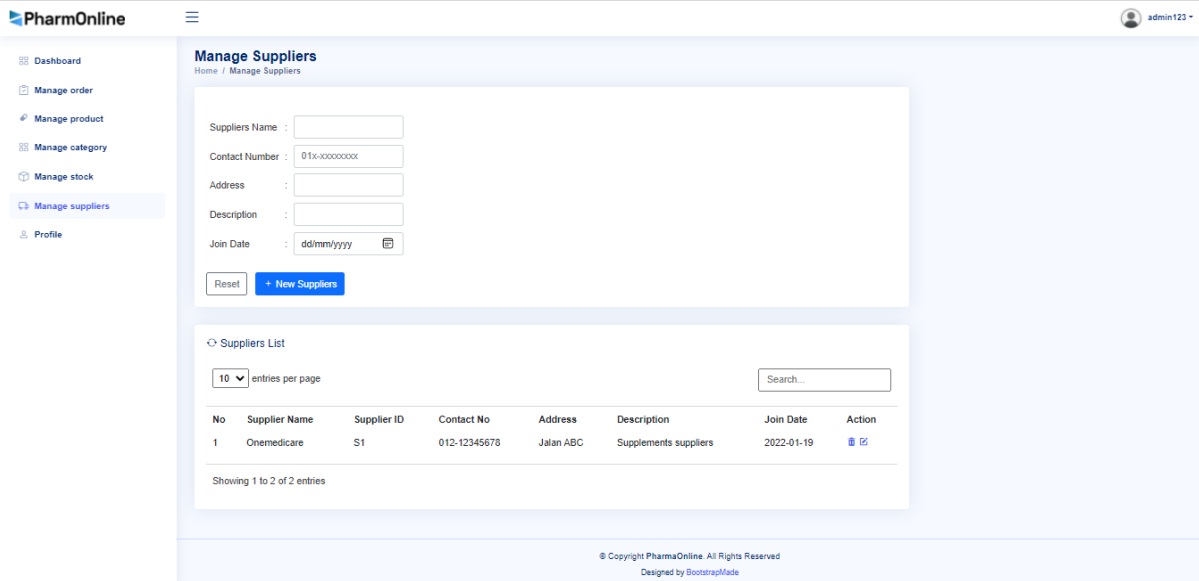 PharmOnline
admin123
Dashboard
Manage order
Manage product
Manage category
Manage stock
Manage suppliers
Profile
Manage Suppliers
Home / Manage Suppliers
Suppliers Name :
Contact Number : 01x-xxxxxxxx
Address :
Description :
Join Date : dd/mm/yyyy
Reset + New Suppliers
Suppliers List
10 entries per page Search...
No Supplier Name Supplier ID Contact No Address Description Join Date Action
1 Onemedicare S1 012-12345678 Jalan ABC Supplements suppliers 2022-01-19
Showing 1 to 2 of 2 entries
© Copyright PharmaOnline. All Rights Reserved
Designed by BootstrapMade